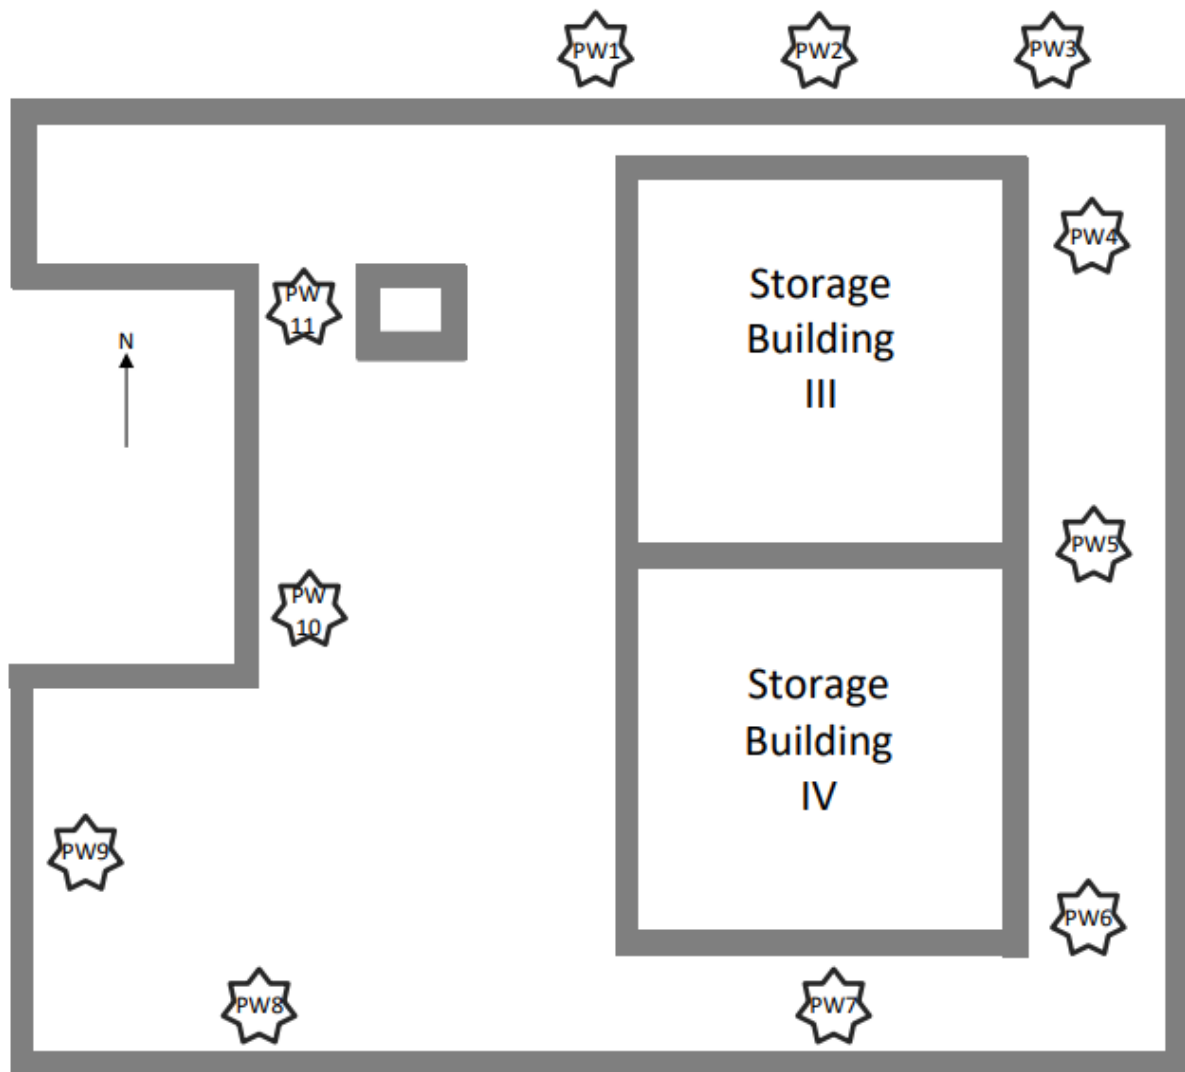 PW1
PW2
PW3
PW4
Storage
Building
III
PW
11
N
PW5
PW
10
Storage
Building
IV
PW9
PW6
PW8
PW7